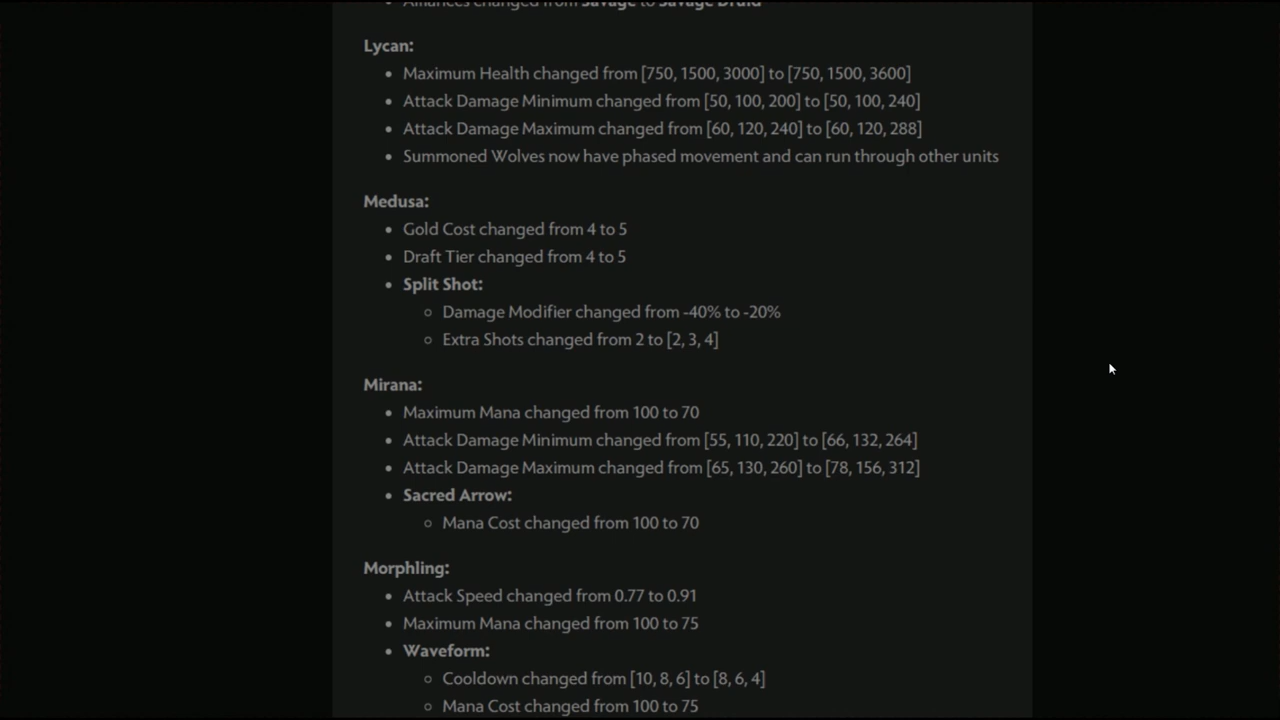 Alliances changed from Savage to Savage Druid
Lycan:
Maximum Health changed from [750, 1500, 3000] to [750, 1500, 3600]
Attack Damage Minimum changed from [50, 100, 200] to [50, 100, 240]
Attack Damage Maximum changed from [60, 120, 240] to [60, 120, 288]
Summoned Wolves now have phased movement and can run through other units
Medusa:
Gold Cost changed from 4 to 5
Draft Tier changed from 4 to 5
Split Shot:
Damage Modifier changed from -40% to -20%
Extra Shots changed from 2 to [2, 3, 4]
Mirana:
Maximum Mana changed from 100 to 70
Attack Damage Minimum changed from [55, 110, 220] to [66, 132, 264]
Attack Damage Maximum changed from [65, 130, 260] to [78, 156, 312]
Sacred Arrow:
Mana Cost changed from 100 to 70
Morphling:
Attack Speed changed from 0.77 to 0.91
Maximum Mana changed from 100 to 75
Waveform:
Cooldown changed from [10, 8, 6] to [8, 6, 4]
Mana Cost changed from 100 to 75